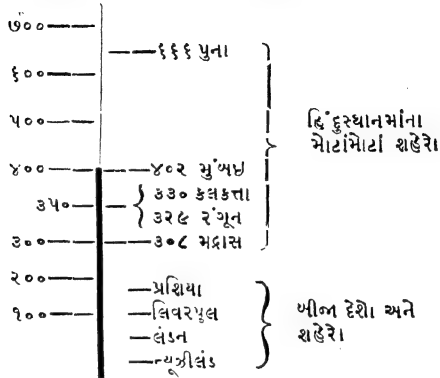 ૭૦૦
૬૬૬ પુના
૬૦૦
૫૦૦
હિંદુસ્થાનમાંના
મોટાંમોટાં શહેરો
૪૦૦
૪૦૨ મુંબઇ
૩૩૦ કલકત્તા
૩૫૦
૩૨૯ રંગૂન
૩૦૦
૩૦૮ મદ્રાસ
૨૦૦
પ્રશિયા
૧૦૦
લિવરપુલ
બીજા દેશો અને
શહેરો
લંડન
ન્યૂઝીલંડ